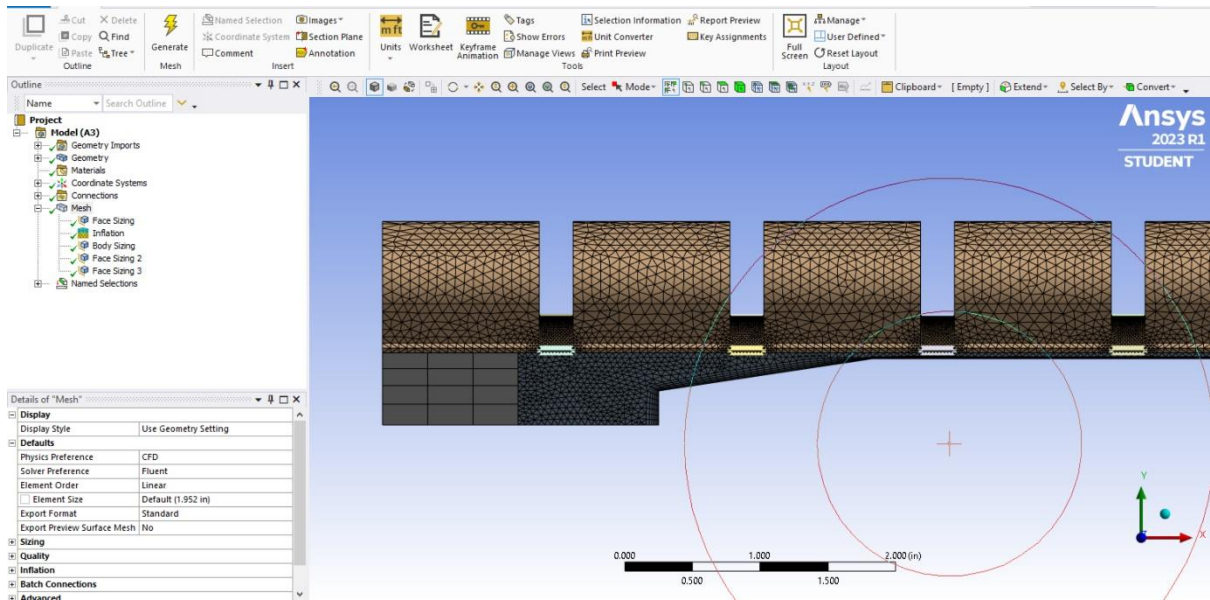 Duplicate
Cut
Copy
Paste
Delete
Find
Tree
Outline
Generate
Mesh
Named Selection
Coordinate System
Comment
Images
Section Plane
Annotation
Insert
Units
Worksheet
Keyframe
Animation
Tags
Show Errors
Manage Views
Selection Information
Unit Converter
Print Preview
Report Preview
Key Assignments
Tools
Full
Screen
Manage
User Defined
Reset Layout
Layout
Outline
Name
Search Outline
Select
Mode
Clipboard
[Empty]
Extend
Select By
Convert
Project
Model (A3)
Geometry Imports
Geometry
Materials
Coordinate Systems
Connections
Mesh
Face Sizing
Inflation
Body Sizing
Face Sizing 2
Face Sizing 3
Named Selections
Details of "Mesh"
Display
Display Style Use Geometry Setting
Defaults
Physics Preference CFD
Solver Preference Fluent
Element Order Linear
Element Size Default (1.952 in)
Export Format Standard
Export Preview Surface Mesh No
Sizing
Quality
Inflation
Batch Connections
Advanced
Ansys
2023 R1
STUDENT
0.000 1.000 2.000 (in)
0.500 1.500
Y
X